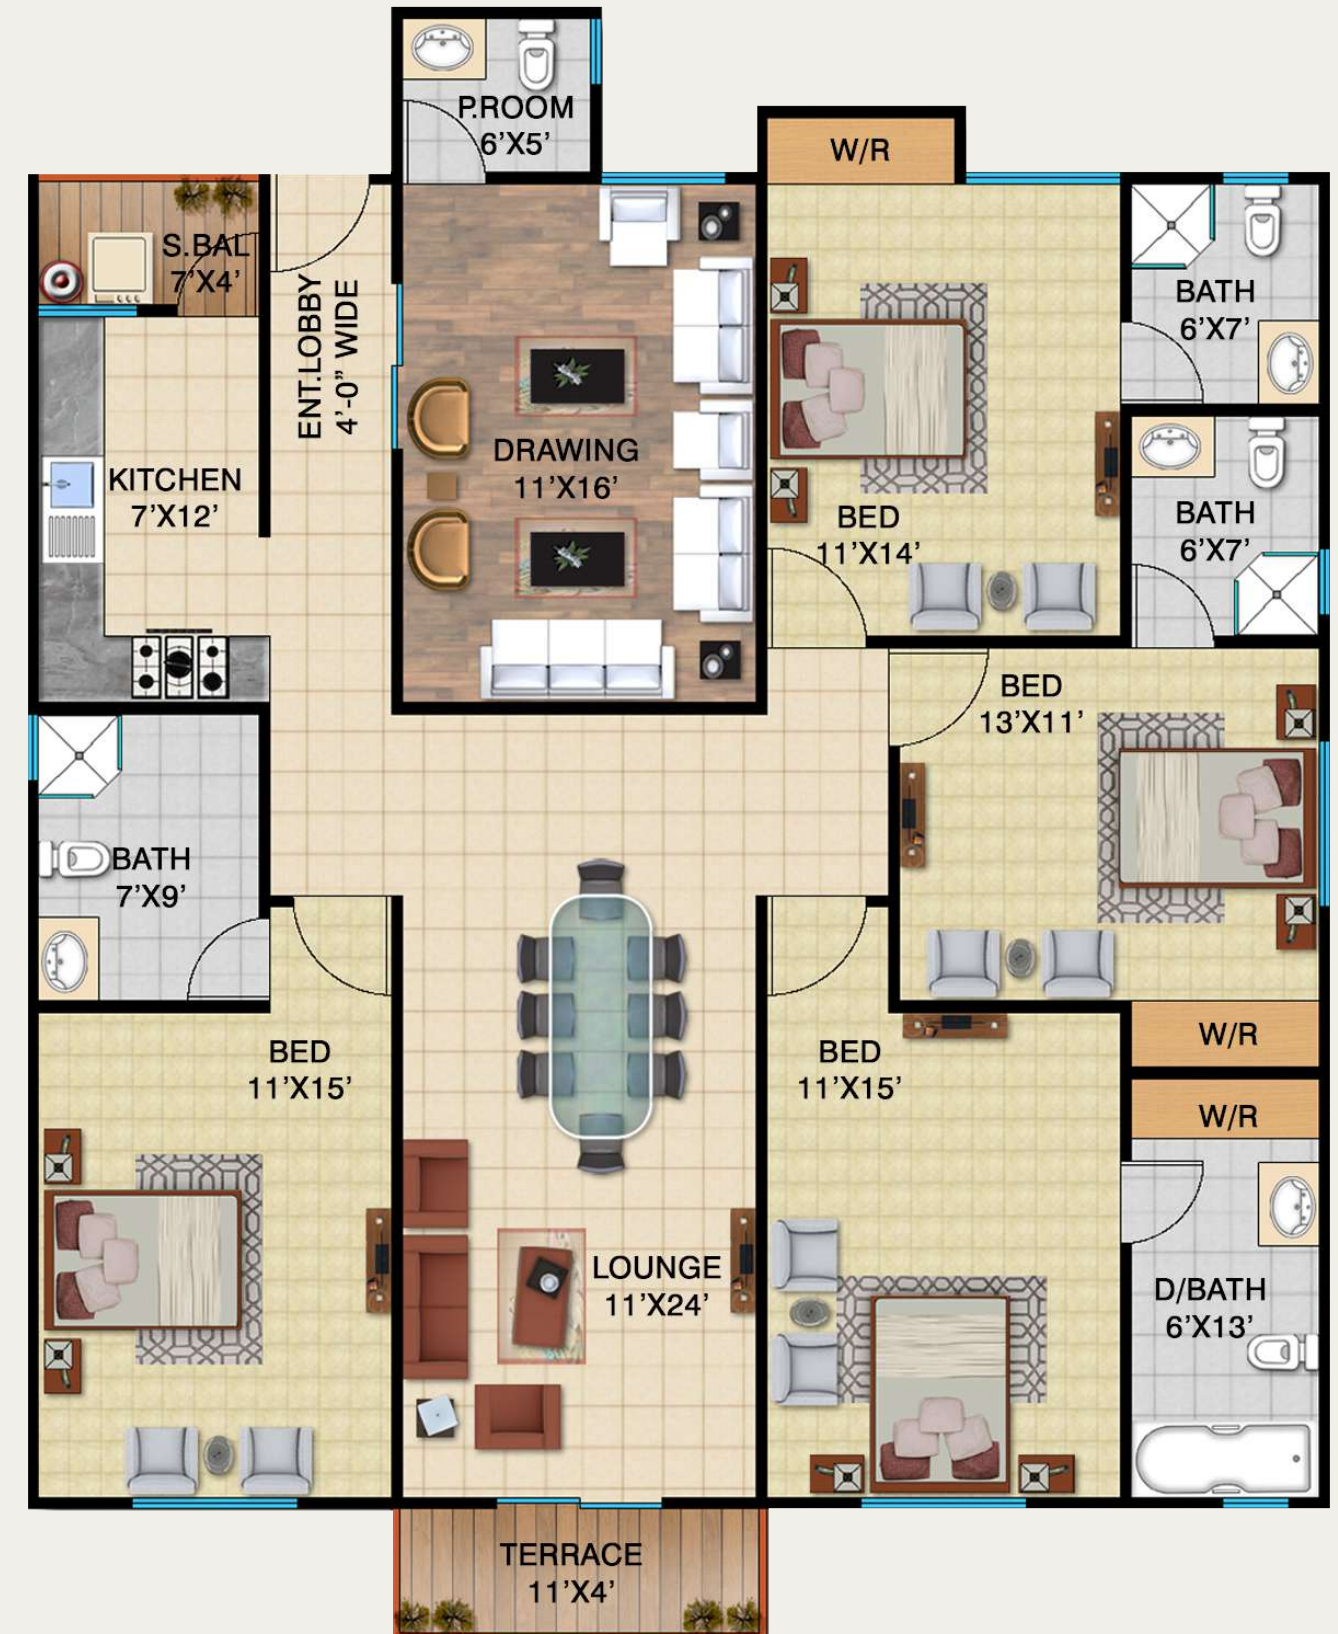 P.ROOM
6'X5'
W/R
S.BAL
7'X4'
ENT.LOBBY
4'-0" WIDE
BATH
6'X7'
KITCHEN
7'X12'
DRAWING
11'X16'
BED
11'X14'
BATH
6'X7'
BED
13'X11'
BATH
7'X9'
BED
11'X15'
BED
11'X15'
W/R
W/R
LOUNGE
11'X24'
D/BATH
6'X13'
TERRACE
11'X4'